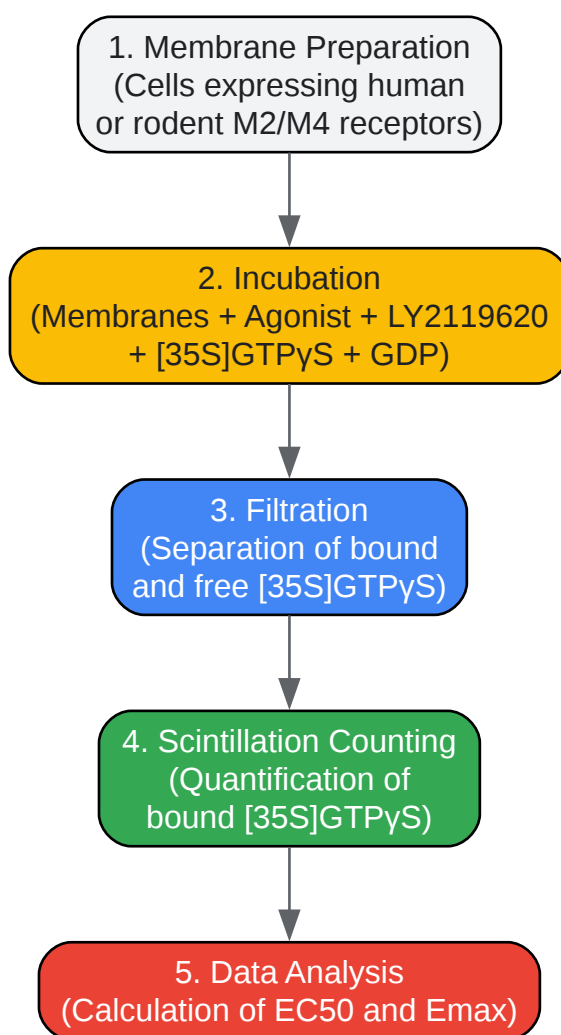 1. Membrane Preparation
(Cells expressing human
or rodent M2/M4 receptors)
2. Incubation
(Membranes + Agonist + LY2119620
+ [35S]GTPγS + GDP)
3. Filtration
(Separation of bound
and free [35S]GTPγS)
4. Scintillation Counting
(Quantification of
bound [35S]GTPγS)
5. Data Analysis
(Calculation of EC50 and Emax)